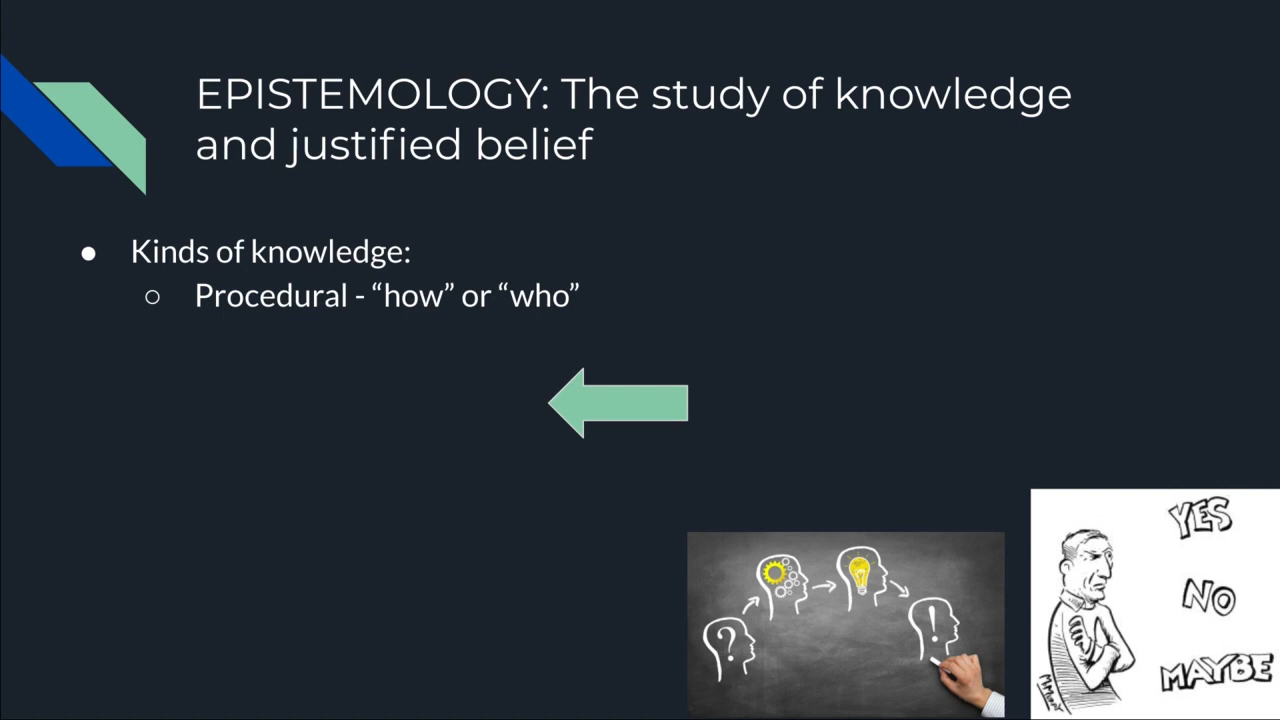 EPISTEMOLOGY: The study of knowledge
and justified belief
● Kinds of knowledge:
○ Procedural - “how” or “who”
?
!
YES
NO
MAYBE